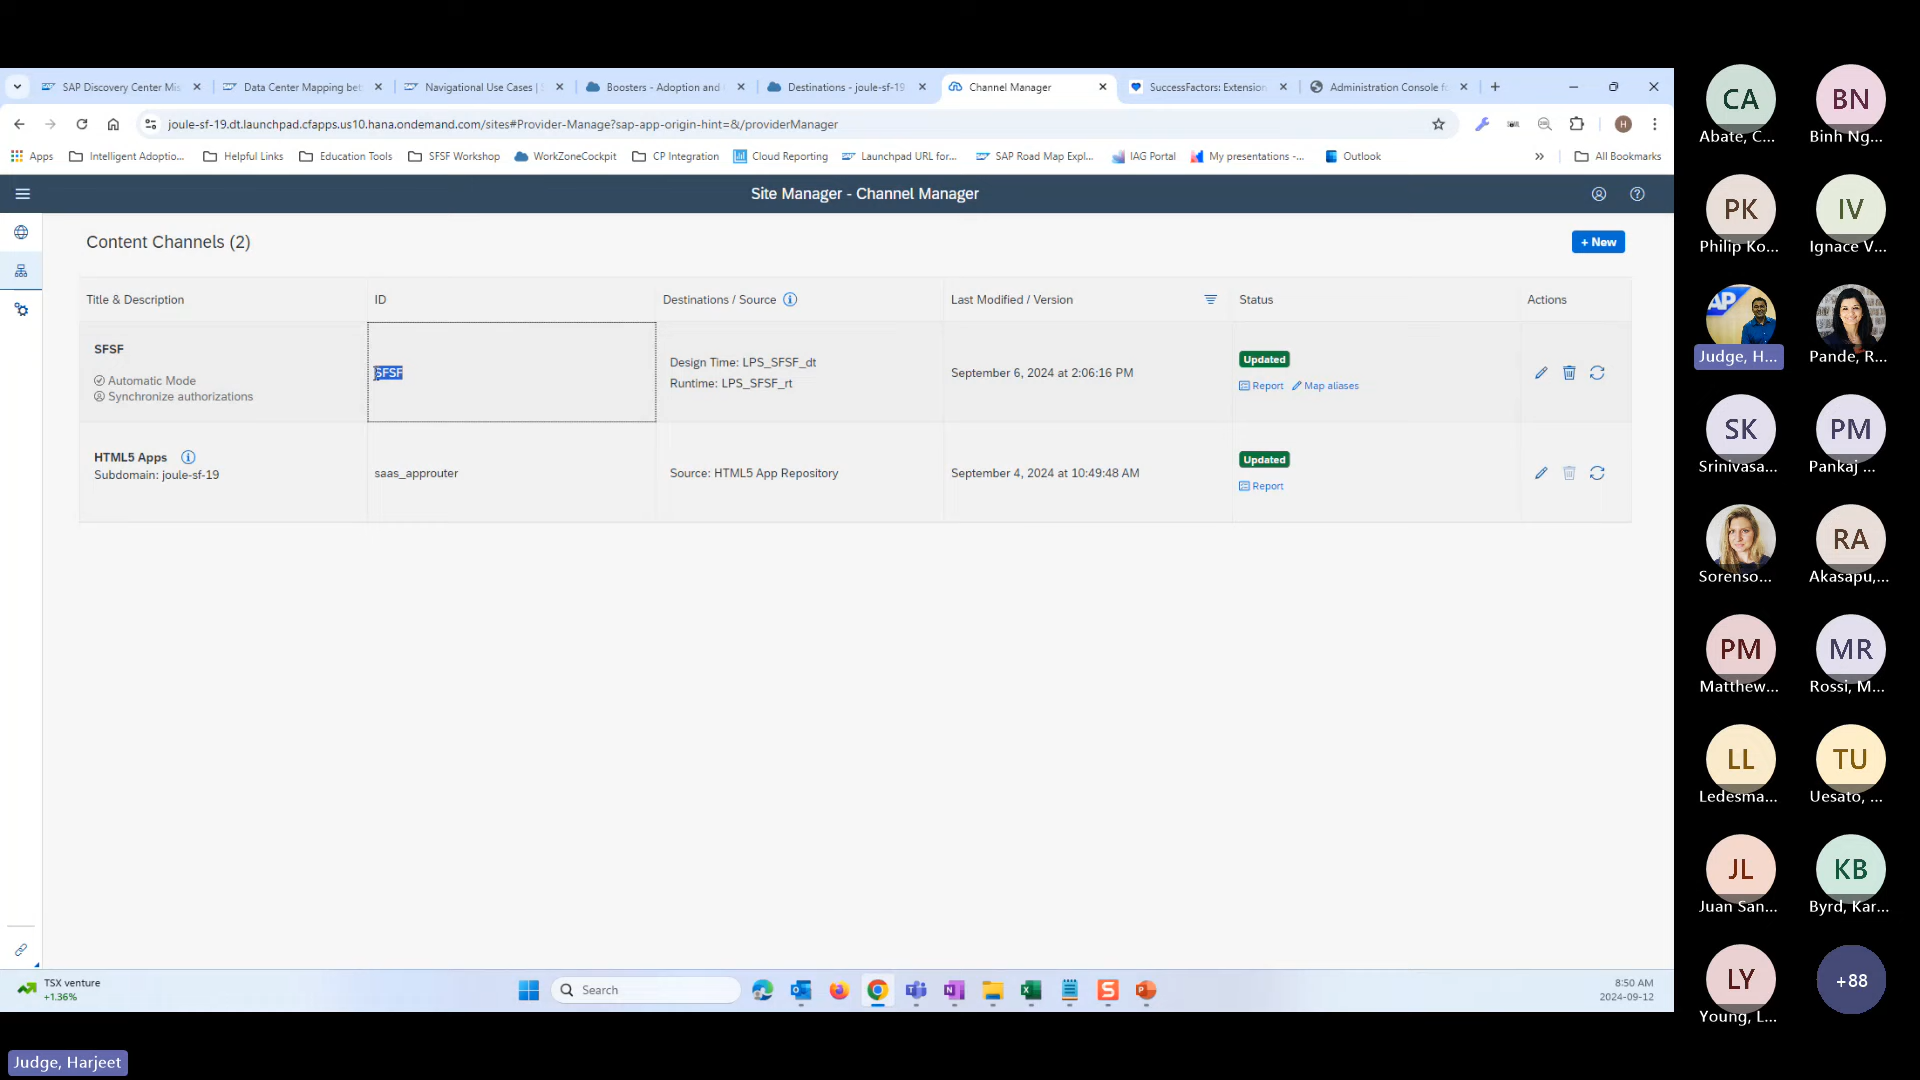 SAP Discovery Center Mis
Data Center Mapping bet
Navigational Use Cases | S
Boosters - Adoption and
Destinations - joule-sf-19
Channel Manager
SuccessFactors: Extension
Administration Console fo
joule-sf-19.dt.launchpad.cfapps.us10.hana.ondemand.com/sites#Provider-Manage?sap-app-origin-hint=&/providerManager
H
Apps
Intelligent Adoptio...
Helpful Links
Education Tools
SFSF Workshop
WorkZoneCockpit
CP Integration
Cloud Reporting
Launchpad URL for...
SAP Road Map Expl...
IAG Portal
My presentations -...
Outlook
All Bookmarks
Site Manager - Channel Manager
Content Channels (2)
+ New
Title & Description
ID
Destinations / Source
Last Modified / Version
Status
Actions
SFSF
Automatic Mode
Synchronize authorizations
SFSF
Design Time: LPS_SFSF_dt
Runtime: LPS_SFSF_rt
September 6, 2024 at 2:06:16 PM
Updated
Report
Map aliases
HTML5 Apps
Subdomain: joule-sf-19
saas_approuter
Source: HTML5 App Repository
September 4, 2024 at 10:49:48 AM
Updated
Report
TSX venture
+1.36%
Search
8:50 AM
2024-09-12
CA
Abate, C...
BN
Binh Ng...
PK
Philip Ko...
IV
Ignace V...
AP
Judge, H...
Pande, R...
SK
Srinivasa...
PM
Pankaj ...
Sorenso...
RA
Akasapu,...
PM
Matthew...
MR
Rossi, M...
LL
Ledesma...
TU
Uesato, ...
JL
Juan San...
KB
Byrd, Kar...
LY
Young, L...
+88
Judge, Harjeet